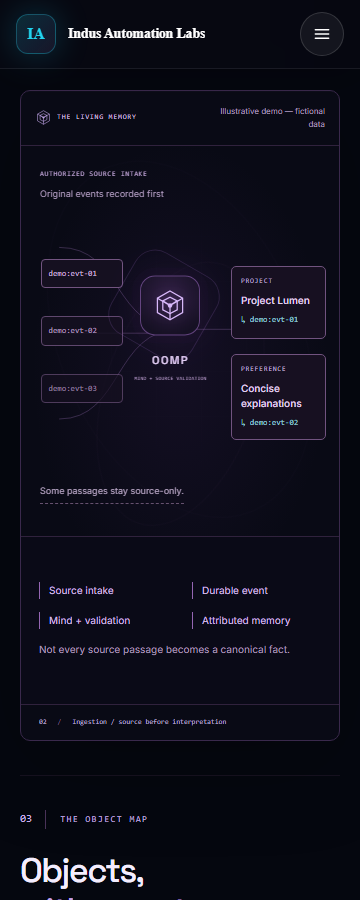 IA
Indus Automation Labs
THE LIVING MEMORY
Illustrative demo — fictional
data
AUTHORIZED SOURCE INTAKE
Original events recorded first
demo:evt-01
demo:evt-02
demo:evt-03
OOMP
MIND + SOURCE VALIDATION
PROJECT
Project Lumen
↳ demo:evt-01
PREFERENCE
Concise
explanations
↳ demo:evt-02
Some passages stay source-only.
Source intake
Durable event
Mind + validation
Attributed memory
Not every source passage becomes a canonical fact.
02 / Ingestion / source before interpretation
03
THE OBJECT MAP
Objects,